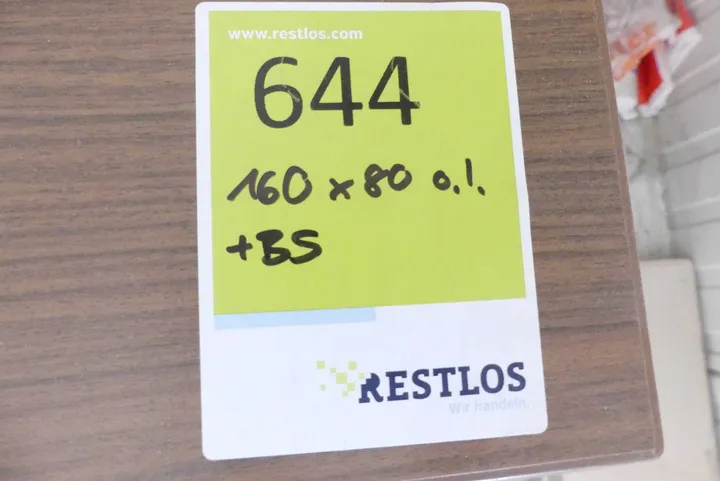 www.restlos.com
644
160 x 80 o.l.
+BS
RESTLOS
Wir handeln.